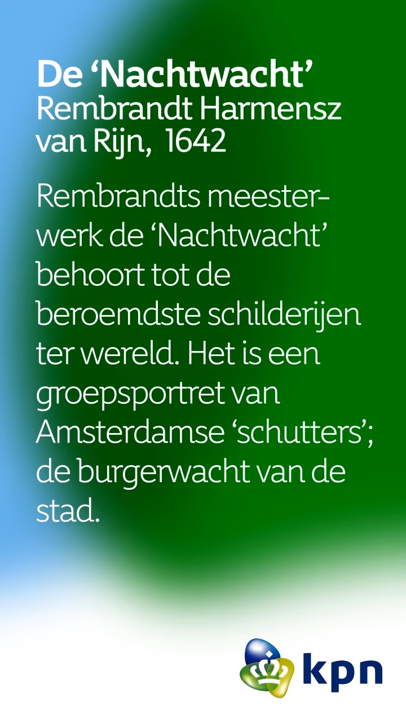 De ‘Nachtwacht’
Rembrandt Harmensz
van Rijn, 1642
Rembrandts meester-
werk de ‘Nachtwacht’
behoort tot de
beroemdste schilderijen
ter wereld. Het is een
groepsportret van
Amsterdamse ‘schutters’;
de burgerwacht van de
stad.
kpn